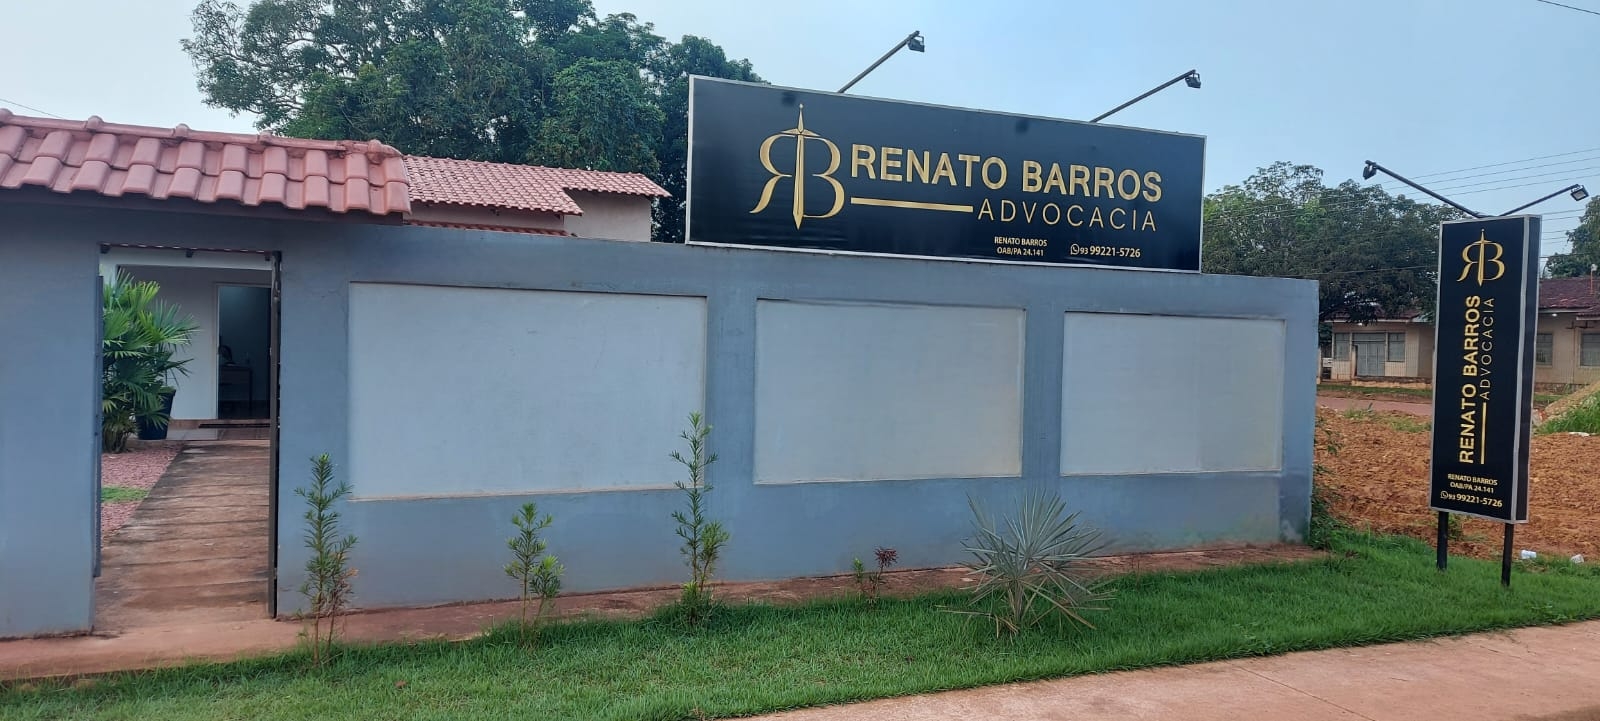 RB RENATO BARROS
ADVOCACIA
RENATO BARROS
OAB/PA 24.141
93 99221-5726
RB
RENATO BARROS
ADVOCACIA
RENATO BARROS
OAB/PA 24.141
93 99221-5726